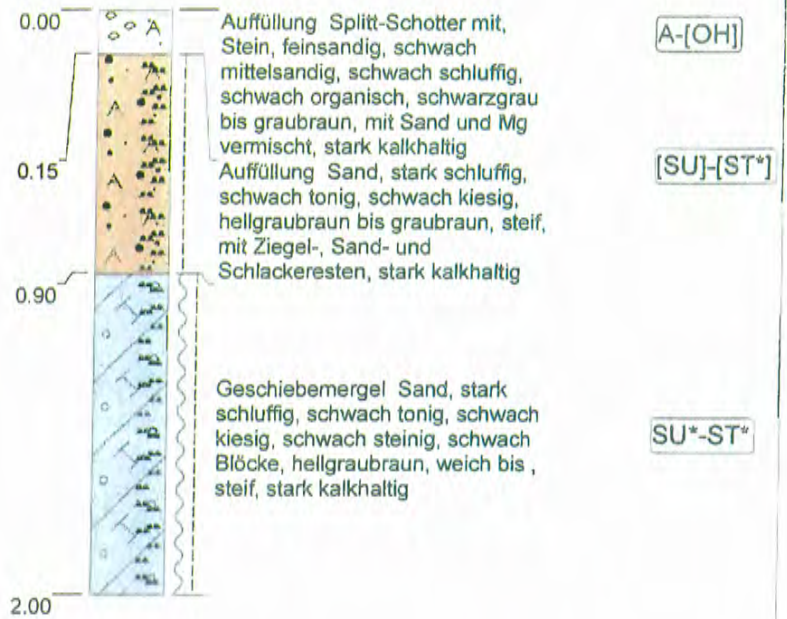 0.00
Auffüllung Splitt-Schotter mit,
Stein, feinsandig, schwach
mittelsandig, schwach schluffig,
schwach organisch, schwarzgrau
bis graubraun, mit Sand und Mg
vermischt, stark kalkhaltig
A-[OH]
0.15
Auffüllung Sand, stark schluffig,
schwach tonig, schwach kiesig,
hellgraubraun bis graubraun, steif,
mit Ziegel-, Sand- und
Schlackeresten, stark kalkhaltig
[SU]-[ST*]
0.90
Geschiebemergel Sand, stark
schluffig, schwach tonig, schwach
kiesig, schwach steinig, schwach
Blöcke, hellgraubraun, weich bis ,
steif, stark kalkhaltig
SU*-ST*
2.00